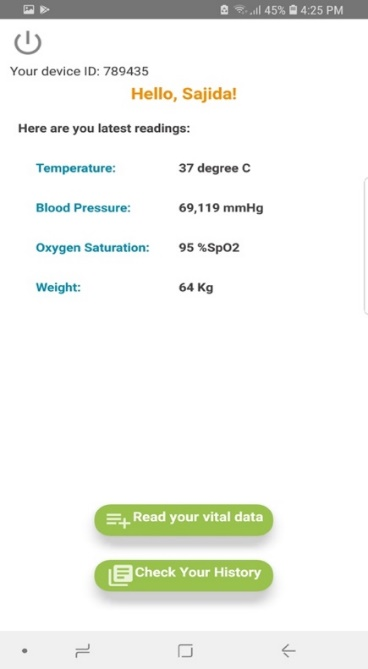 45% 4:25 PM
Your device ID: 789435
Hello, Sajida!
Here are you latest readings:
Temperature: 37 degree C
Blood Pressure: 69,119 mmHg
Oxygen Saturation: 95 %SpO2
Weight: 64 Kg
Read your vital data
Check Your History